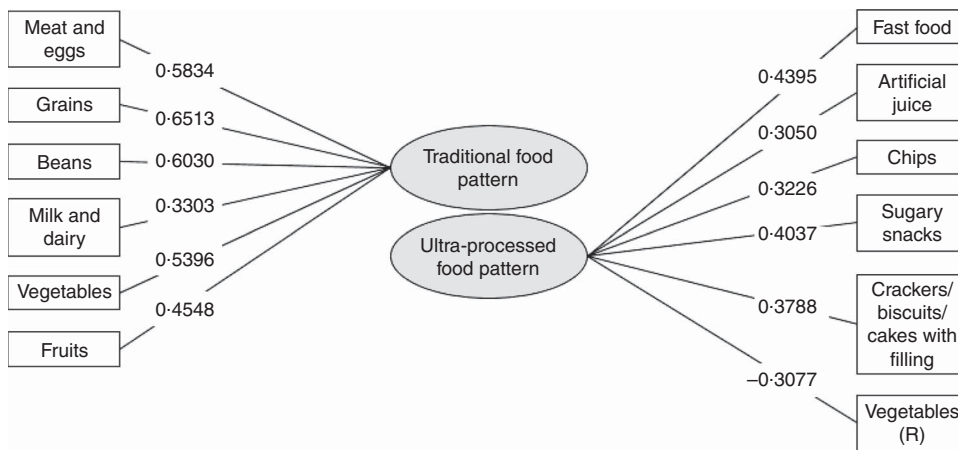 Meat and
eggs
Grains
Beans
Milk and
dairy
Vegetables
Fruits
0·5834
0·6513
0·6030
0·3303
0·5396
0·4548
Traditional food
pattern
Ultra-processed
food pattern
0·4395
0·3050
0·3226
0·4037
0·3788
–0·3077
Fast food
Artificial
juice
Chips
Sugary
snacks
Crackers/
biscuits/
cakes with
filling
Vegetables
(R)